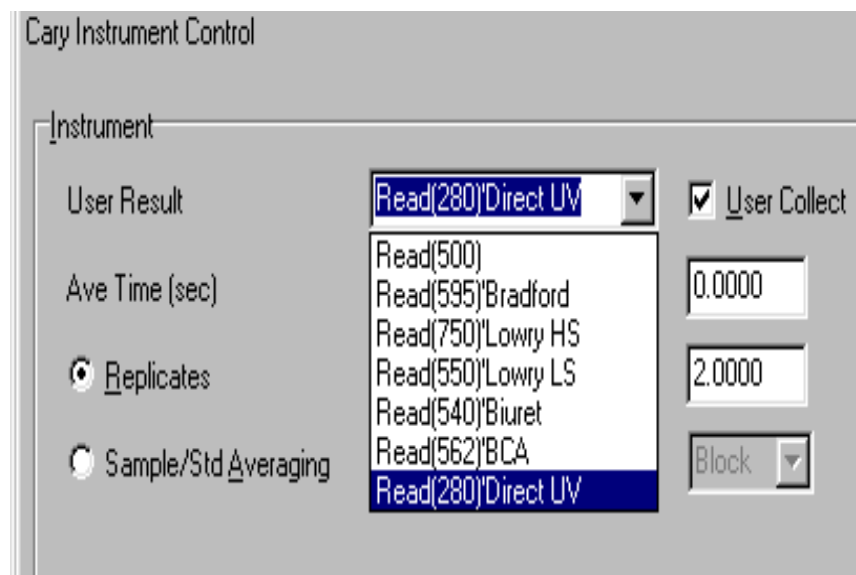 Cary Instrument Control
Instrument
User Result
Read(280)'Direct UV
User Collect
Read(500)
Read(595)'Bradford
Read(750)'Lowry HS
Read(550)'Lowry LS
Read(540)'Biuret
Read(562)'BCA
Read(280)'Direct UV
Ave Time (sec)
0.0000
Replicates
2.0000
Sample/Std Averaging
Block